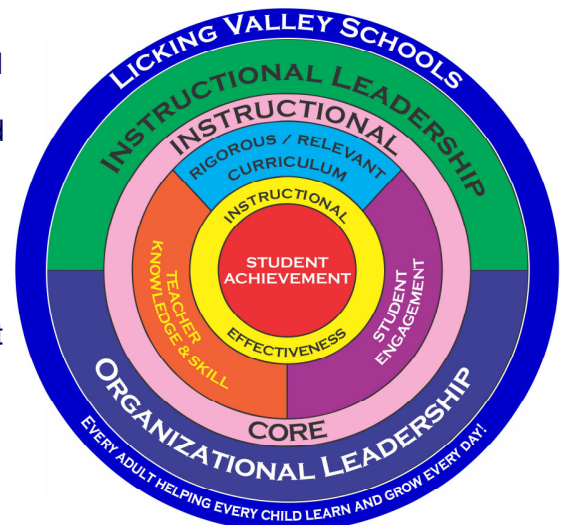 LICKING VALLEY SCHOOLS
INSTRUCTIONAL LEADERSHIP
INSTRUCTIONAL
RIGOROUS / RELEVANT
CURRICULUM
INSTRUCTIONAL
STUDENT
ACHIEVEMENT
EFFECTIVENESS
TEACHER
KNOWLEDGE & SKILL
STUDENT
ENGAGEMENT
CORE
ORGANIZATIONAL LEADERSHIP
EVERY ADULT HELPING EVERY CHILD LEARN AND GROW EVERY DAY!